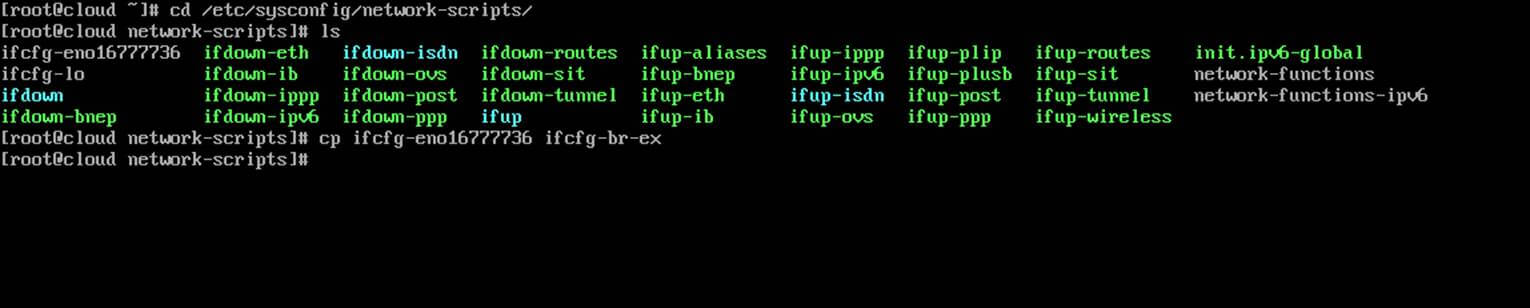 [root@cloud ~]# cd /etc/sysconfig/network-scripts/
[root@cloud network-scripts]# ls
ifcfg-eno16777736  ifdown-eth   ifdown-isdn  ifdown-routes  ifup-aliases  ifup-ippp  ifup-plip   ifup-routes    init.ipv6-global
ifcfg-lo           ifdown-ib    ifdown-ovs   ifdown-sit     ifup-bnep     ifup-ipv6  ifup-plusb  ifup-sit       network-functions
ifdown             ifdown-ippp  ifdown-post  ifdown-tunnel  ifup-eth      ifup-isdn  ifup-post   ifup-tunnel    network-functions-ipv6
ifdown-bnep        ifdown-ipv6  ifdown-ppp   ifup           ifup-ib       ifup-ovs   ifup-ppp    ifup-wireless
[root@cloud network-scripts]# cp ifcfg-eno16777736 ifcfg-br-ex
[root@cloud network-scripts]#